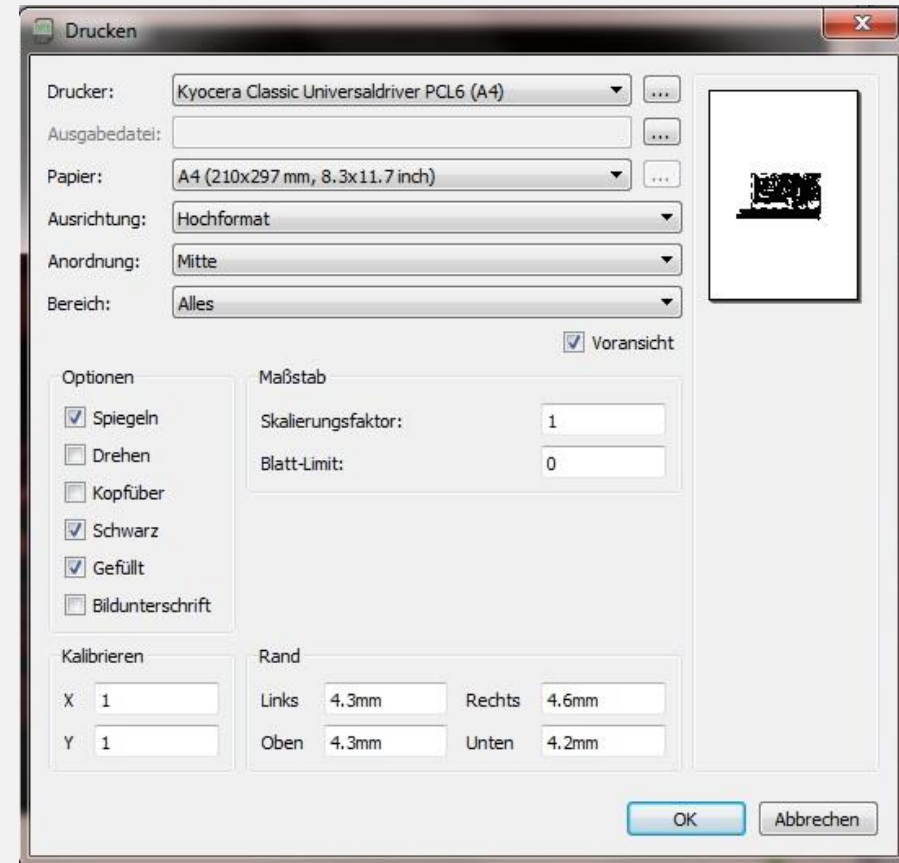 Drucken
Drucker: Kyocera Classic Universaldriver PCL6 (A4) ...
Ausgabedatei: ...
Papier: A4 (210x297 mm, 8.3x11.7 inch) ...
Ausrichtung: Hochformat
Anordnung: Mitte
Bereich: Alles
Voransicht
Optionen
Spiegeln
Drehen
Kopfüber
Schwarz
Gefüllt
Bildunterschrift
Maßstab
Skalierungsfaktor: 1
Blatt-Limit: 0
Kalibrieren
X 1
Y 1
Rand
Links 4.3mm Rechts 4.6mm
Oben 4.3mm Unten 4.2mm
OK Abbrechen